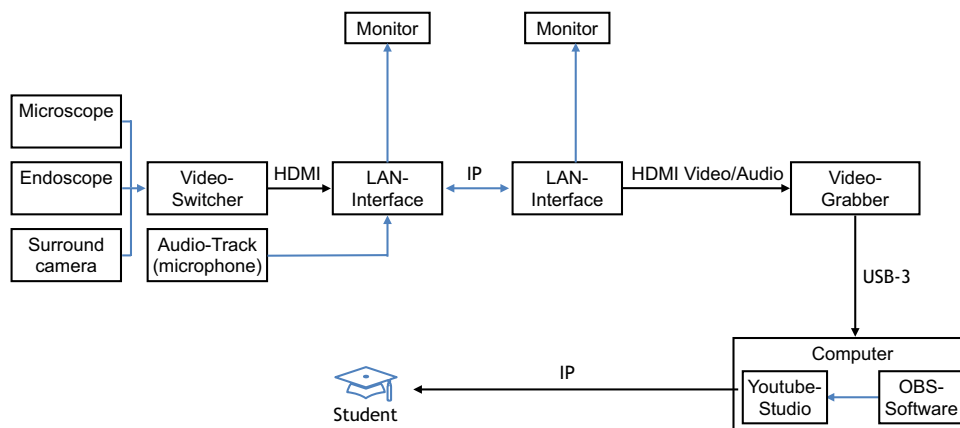 Monitor
Monitor
Microscope
Endoscope
Surround
camera
Video-
Switcher
HDMI
LAN-
Interface
IP
LAN-
Interface
HDMI Video/Audio
Video-
Grabber
Audio-Track
(microphone)
USB-3
Computer
Youtube-
Studio
OBS-
Software
IP
Student